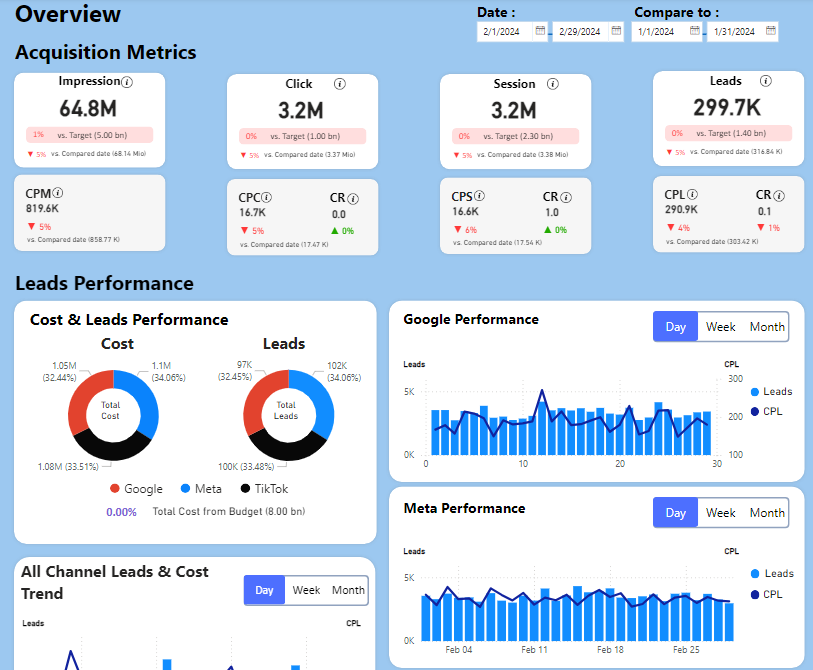 Overview
Date :
Compare to :
2/1/2024
2/29/2024
1/1/2024
1/31/2024
Acquisition Metrics
Impression
64.8M
1% vs. Target (5.00 bn)
▼ 5% vs. Compared date (68.14 Mio)
Click
3.2M
0% vs. Target (1.00 bn)
▼ 5% vs. Compared date (3.37 Mio)
Session
3.2M
0% vs. Target (2.30 bn)
▼ 5% vs. Compared date (3.38 Mio)
Leads
299.7K
0% vs. Target (1.40 bn)
▼ 5% vs. Compared date (316.84 K)
CPM
819.6K
▼ 5%
vs. Compared date (858.77 K)
CPC CR
16.7K 0.0
▼ 5% ▲ 0%
vs. Compared date (17.47 K)
CPS CR
16.6K 1.0
▼ 6% ▲ 0%
vs. Compared date (17.54 K)
CPL CR
290.9K 0.1
▼ 4% ▼ 1%
vs. Compared date (303.42 K)
Leads Performance
Cost & Leads Performance
Cost
1.05M
(32.44%)
1.1M
(34.06%)
Total
Cost
1.08M (33.51%)
Leads
97K
(32.45%)
102K
(34.06%)
Total
Leads
100K (33.48%)
Google Meta TikTok
0.00% Total Cost from Budget (8.00 bn)
Google Performance
Day Week Month
Leads
CPL
5K
0K
300
200
100
0 10 20 30
Leads
CPL
Meta Performance
Day Week Month
Leads
CPL
5K
0K
Feb 04 Feb 11 Feb 18 Feb 25
Leads
CPL
All Channel Leads & Cost
Trend
Day Week Month
Leads
CPL